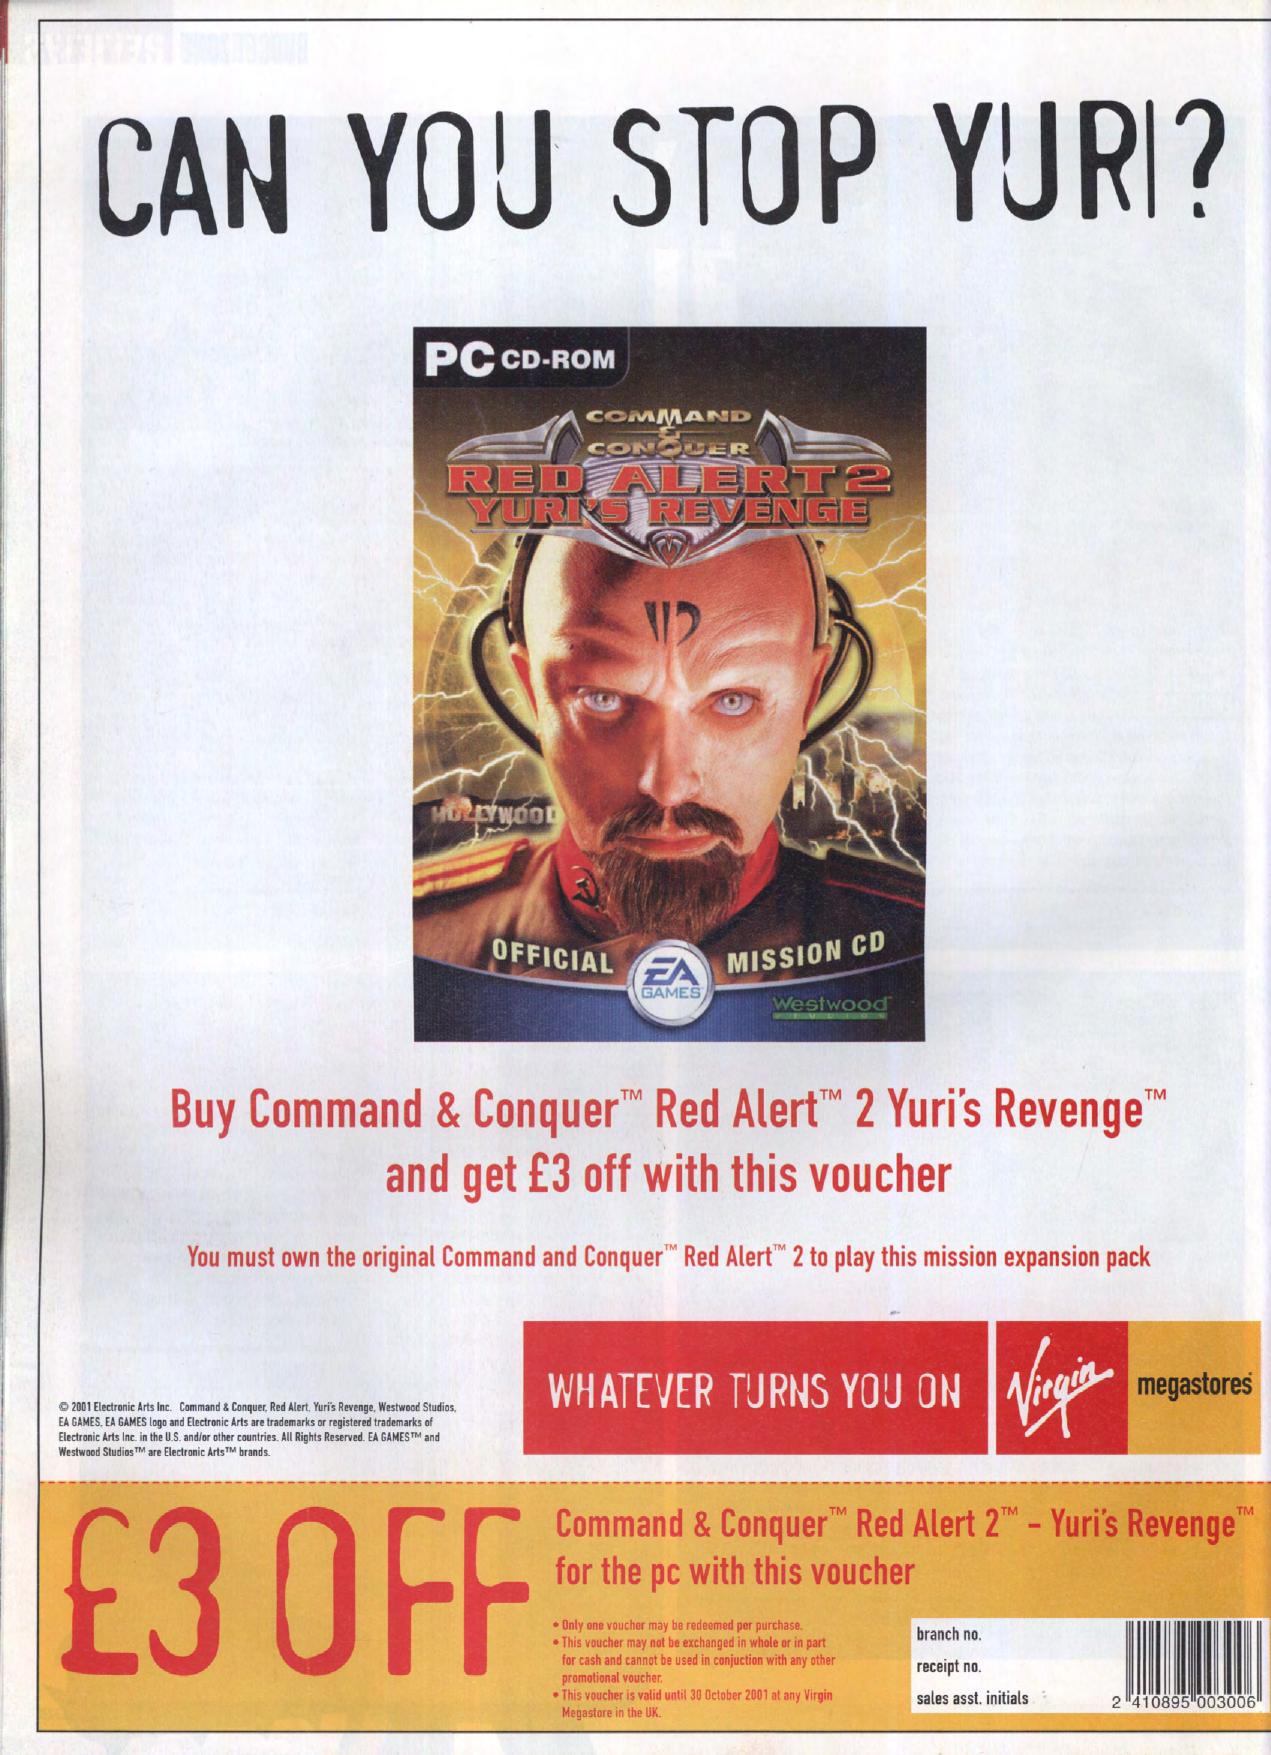 CAN YOU STOP YURI?
PC CD-ROM
COMMAND
&
CONQUER
RED ALERT 2
YURI'S REVENGE
HOLLYWOOD
OFFICIAL
MISSION CD
EA
GAMES
Westwood
STUDIOS
Buy Command & Conquer™ Red Alert™ 2 Yuri's Revenge™
and get £3 off with this voucher
You must own the original Command and Conquer™ Red Alert™ 2 to play this mission expansion pack
WHATEVER TURNS YOU ON
Virgin
megastores
© 2001 Electronic Arts Inc. Command & Conquer, Red Alert, Yuri's Revenge, Westwood Studios,
EA GAMES, EA GAMES logo and Electronic Arts are trademarks or registered trademarks of
Electronic Arts Inc. in the U.S. and/or other countries. All Rights Reserved. EA GAMES™ and
Westwood Studios™ are Electronic Arts™ brands.
£3 OFF
Command & Conquer™ Red Alert 2™ - Yuri's Revenge™
for the pc with this voucher
• Only one voucher may be redeemed per purchase.
• This voucher may not be exchanged in whole or in part
for cash and cannot be used in conjuction with any other
promotional voucher.
• This voucher is valid until 30 October 2001 at any Virgin
Megastore in the UK.
branch no.
receipt no.
sales asst. initials
2 410895 003006